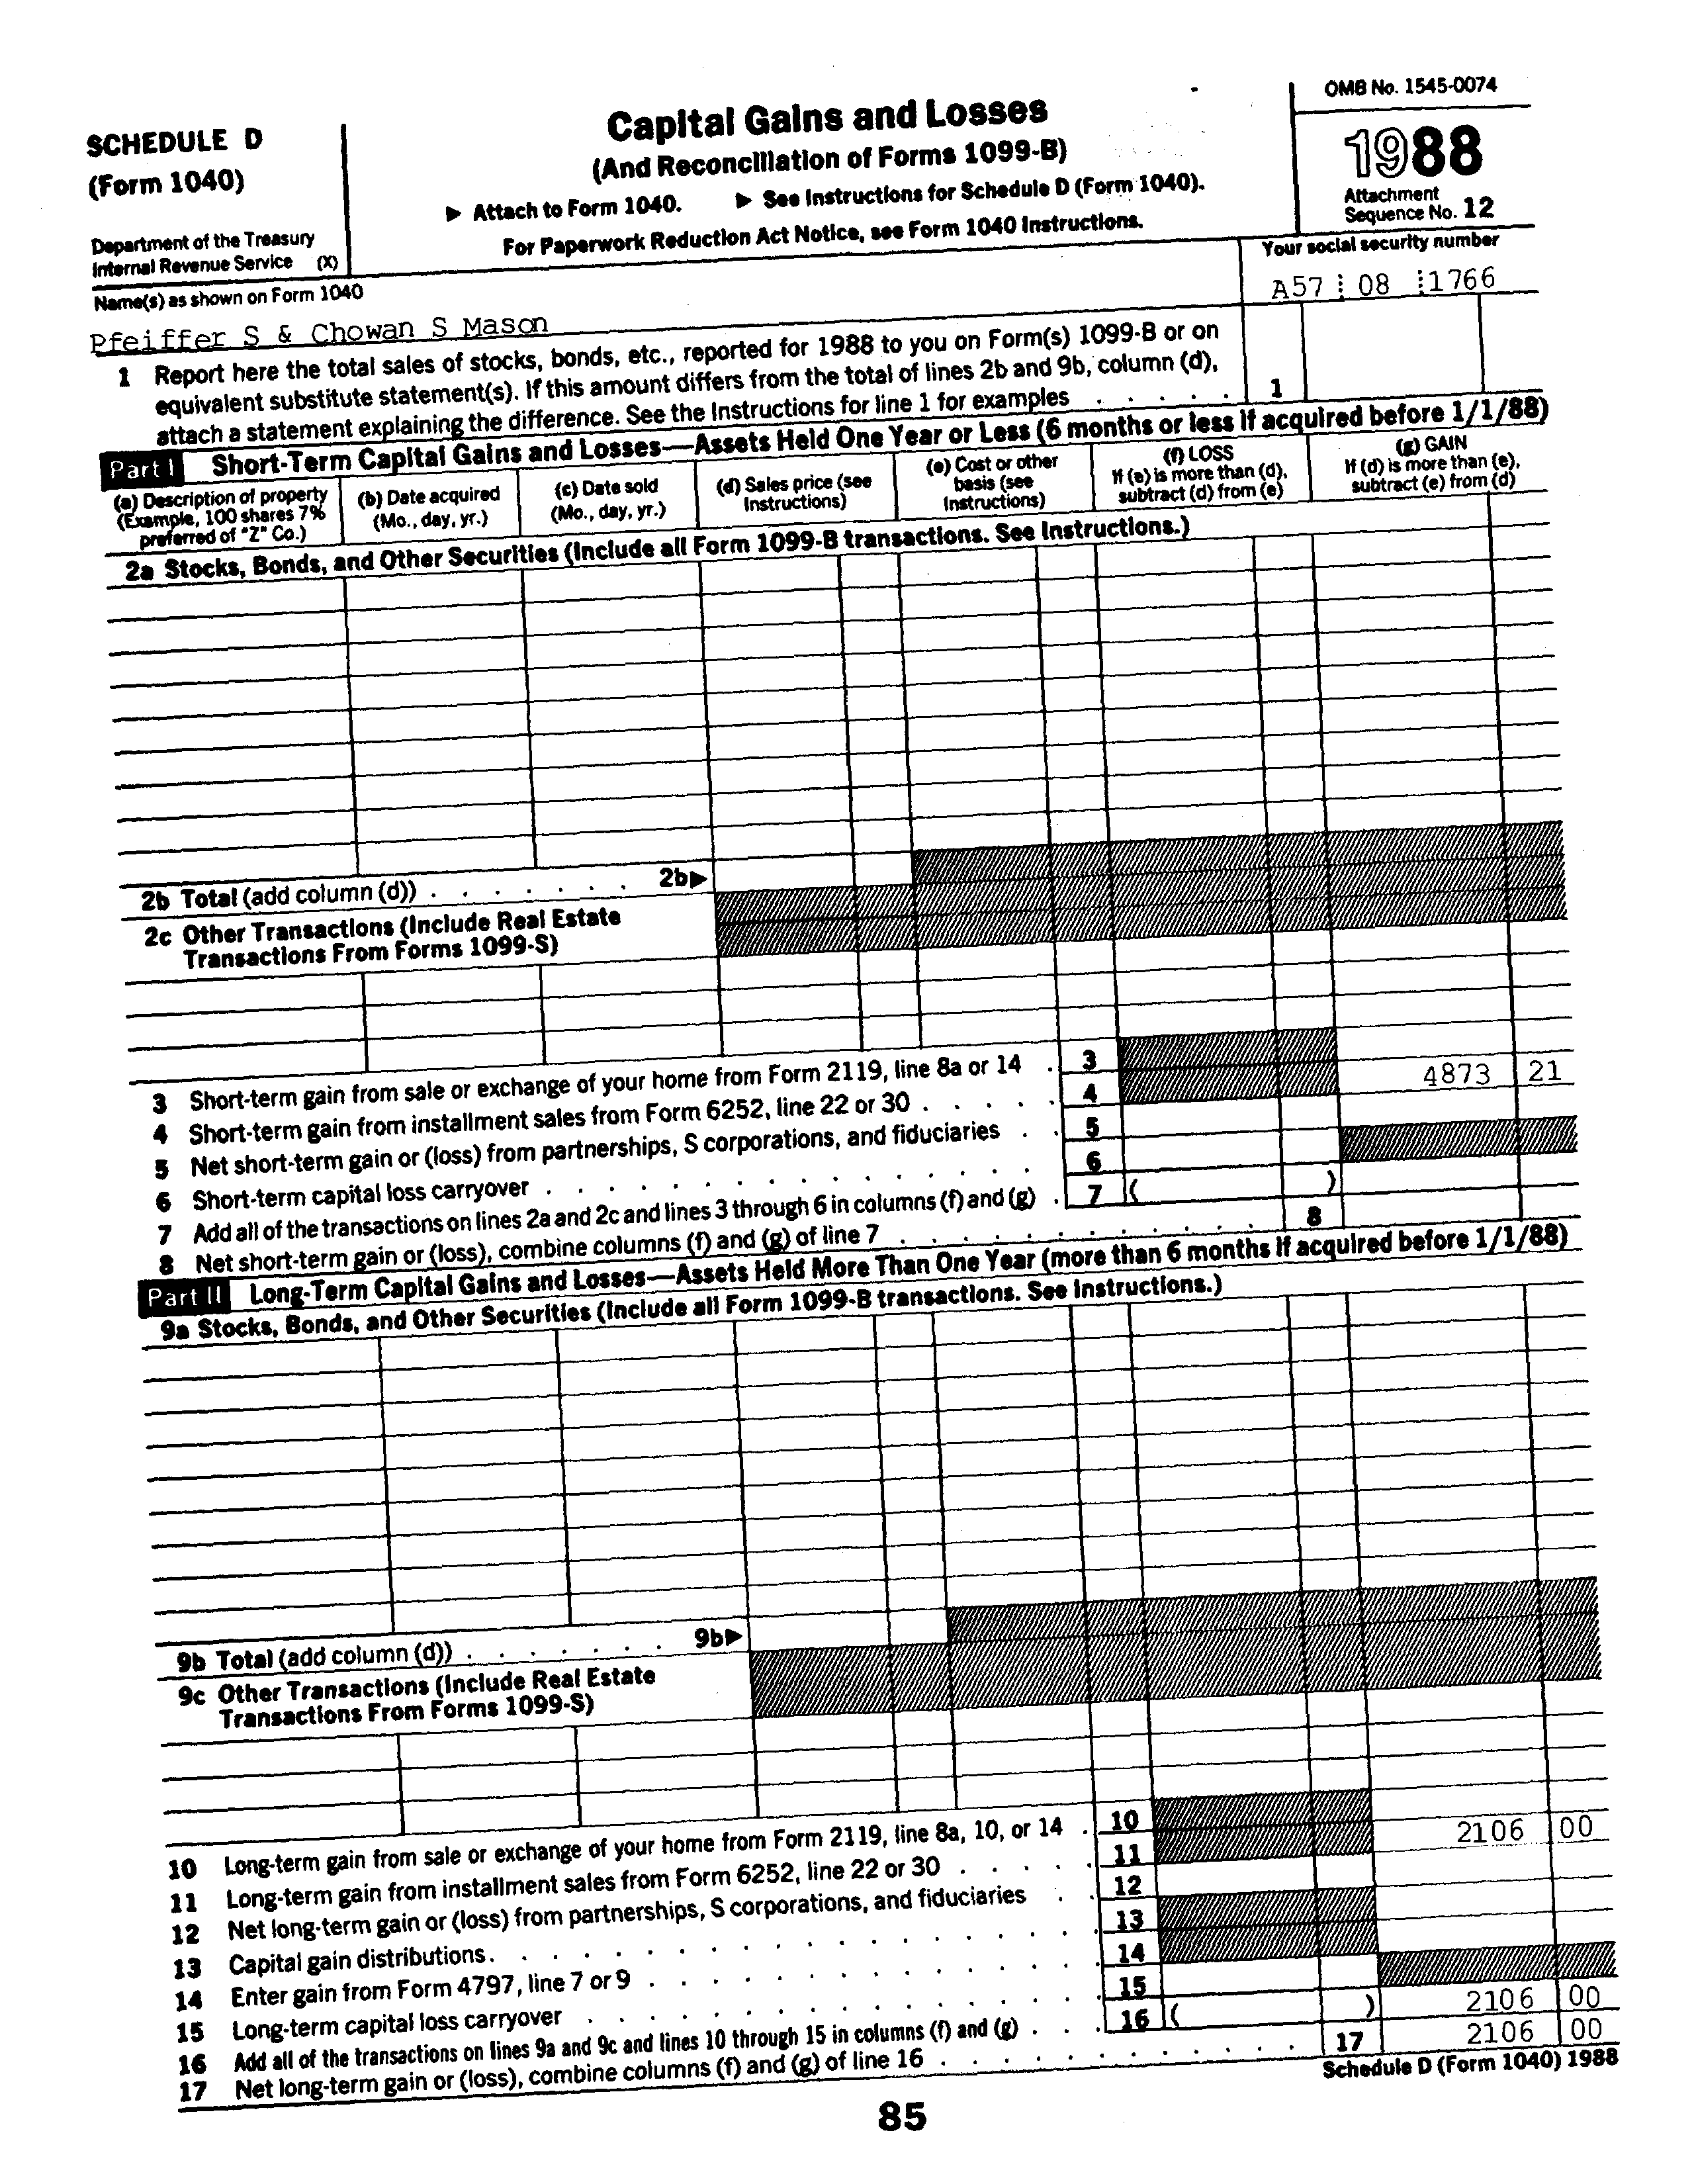 SCHEDULE D
(Form 1040)
Department of the Treasury
Internal Revenue Service (X)
Capital Gains and Losses
(And Reconciliation of Forms 1099-B)
▶ Attach to Form 1040. ▶ See Instructions for Schedule D (Form 1040).
For Paperwork Reduction Act Notice, see Form 1040 Instructions.
OMB No. 1545-0074
1988
Attachment
Sequence No. 12
Name(s) as shown on Form 1040
Pfeiffer S & Chowan S Mason
Your social security number
A57 08 1766
1 Report here the total sales of stocks, bonds, etc., reported for 1988 to you on Form(s) 1099-B or on
equivalent substitute statement(s). If this amount differs from the total of lines 2b and 9b, column (d),
attach a statement explaining the difference. See the Instructions for line 1 for examples . . . . . 1
Part I Short-Term Capital Gains and Losses—Assets Held One Year or Less (6 months or less if acquired before 1/1/88)
(a) Description of property
(Example, 100 shares 7%
preferred of "Z" Co.)
(b) Date acquired
(Mo., day, yr.)
(c) Date sold
(Mo., day, yr.)
(d) Sales price (see
Instructions)
(e) Cost or other
basis (see
Instructions)
(f) LOSS
If (e) is more than (d),
subtract (d) from (e)
(g) GAIN
If (d) is more than (e),
subtract (e) from (d)
2a Stocks, Bonds, and Other Securities (Include all Form 1099-B transactions. See Instructions.)
2b Total (add column (d)) . . . . . . . 2b▶
2c Other Transactions (Include Real Estate
Transactions From Forms 1099-S)
3 Short-term gain from sale or exchange of your home from Form 2119, line 8a or 14 . 3
4 Short-term gain from installment sales from Form 6252, line 22 or 30 . . . . . 4 4873 21
5 Net short-term gain or (loss) from partnerships, S corporations, and fiduciaries . . 5
6 Short-term capital loss carryover . . . . . . . . . . . . . . . 6
7 Add all of the transactions on lines 2a and 2c and lines 3 through 6 in columns (f) and (g) . 7 ( )
8 Net short-term gain or (loss), combine columns (f) and (g) of line 7 . . . . . . . . . . . 8
Part II Long-Term Capital Gains and Losses—Assets Held More Than One Year (more than 6 months if acquired before 1/1/88)
9a Stocks, Bonds, and Other Securities (Include all Form 1099-B transactions. See Instructions.)
9b Total (add column (d)) . . . . . . . 9b▶
9c Other Transactions (Include Real Estate
Transactions From Forms 1099-S)
10 Long-term gain from sale or exchange of your home from Form 2119, line 8a, 10, or 14 . 10
11 Long-term gain from installment sales from Form 6252, line 22 or 30 . . . . . 11 2106 00
12 Net long-term gain or (loss) from partnerships, S corporations, and fiduciaries . . 12
13 Capital gain distributions . . . . . . . . . . . . . . . . . . 13
14 Enter gain from Form 4797, line 7 or 9 . . . . . . . . . . . . . . 14
15 Long-term capital loss carryover . . . . . . . . . . . . . . . 15
16 Add all of the transactions on lines 9a and 9c and lines 10 through 15 in columns (f) and (g) . . . 16 ( ) 2106 00
17 Net long-term gain or (loss), combine columns (f) and (g) of line 16 . . . . . . . . . . . . 17 2106 00
Schedule D (Form 1040) 1988
85